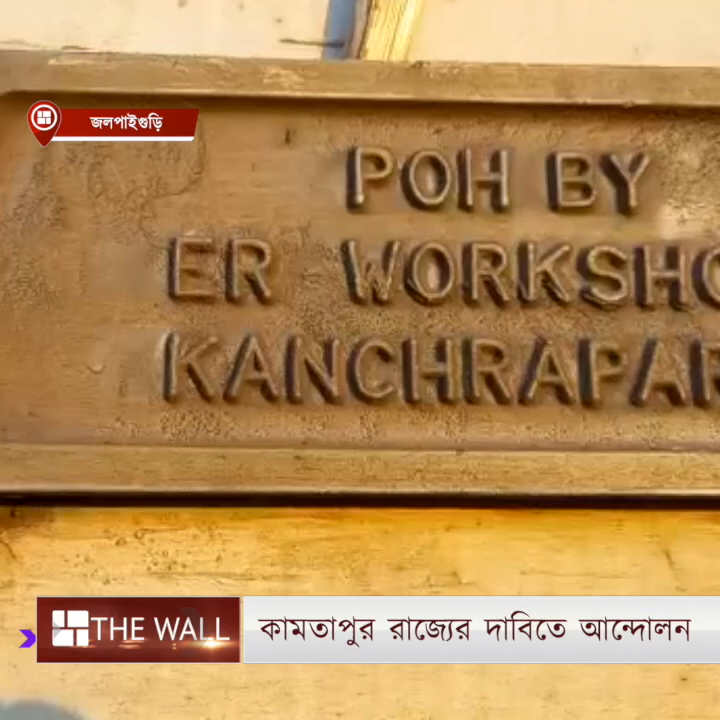 জলপাইগুড়ি
POH BY
ER WORKSHO
KANCHRAPAR
THE WALL
কামতাপুর রাজ্যের দাবিতে আন্দোলন